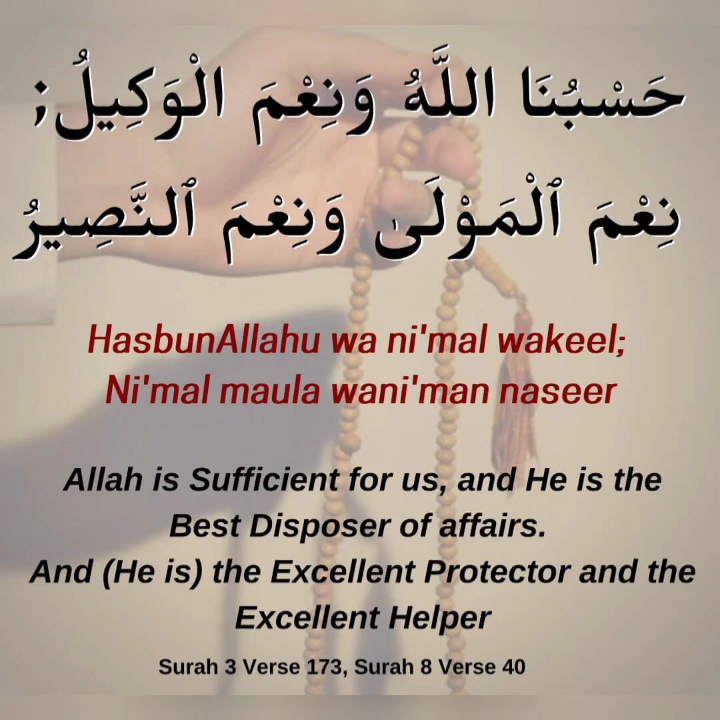 حَسْبُنَا اللَّهُ وَنِعْمَ الْوَكِيلُ;
نِعْمَ ٱلْمَوْلَىٰ وَنِعْمَ ٱلنَّصِيرُ
HasbunAllahu wa ni'mal wakeel;
Ni'mal maula wani'man naseer
Allah is Sufficient for us, and He is the
Best Disposer of affairs.
And (He is) the Excellent Protector and the
Excellent Helper
Surah 3 Verse 173, Surah 8 Verse 40